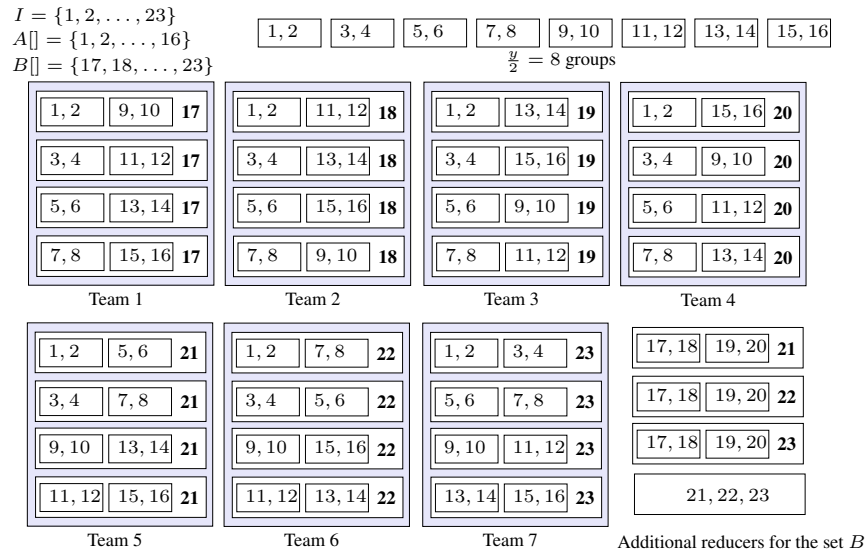 I = {1, 2, . . . , 23}
A[] = {1, 2, . . . , 16}
B[] = {17, 18, . . . , 23}
1, 2 3, 4 5, 6 7, 8 9, 10 11, 12 13, 14 15, 16
y/2 = 8 groups
1, 2 9, 10 17
3, 4 11, 12 17
5, 6 13, 14 17
7, 8 15, 16 17
Team 1
1, 2 11, 12 18
3, 4 13, 14 18
5, 6 15, 16 18
7, 8 9, 10 18
Team 2
1, 2 13, 14 19
3, 4 15, 16 19
5, 6 9, 10 19
7, 8 11, 12 19
Team 3
1, 2 15, 16 20
3, 4 9, 10 20
5, 6 11, 12 20
7, 8 13, 14 20
Team 4
1, 2 5, 6 21
3, 4 7, 8 21
9, 10 13, 14 21
11, 12 15, 16 21
Team 5
1, 2 7, 8 22
3, 4 5, 6 22
9, 10 15, 16 22
11, 12 13, 14 22
Team 6
1, 2 3, 4 23
5, 6 7, 8 23
9, 10 11, 12 23
13, 14 15, 16 23
Team 7
17, 18 19, 20 21
17, 18 19, 20 22
17, 18 19, 20 23
21, 22, 23
Additional reducers for the set B